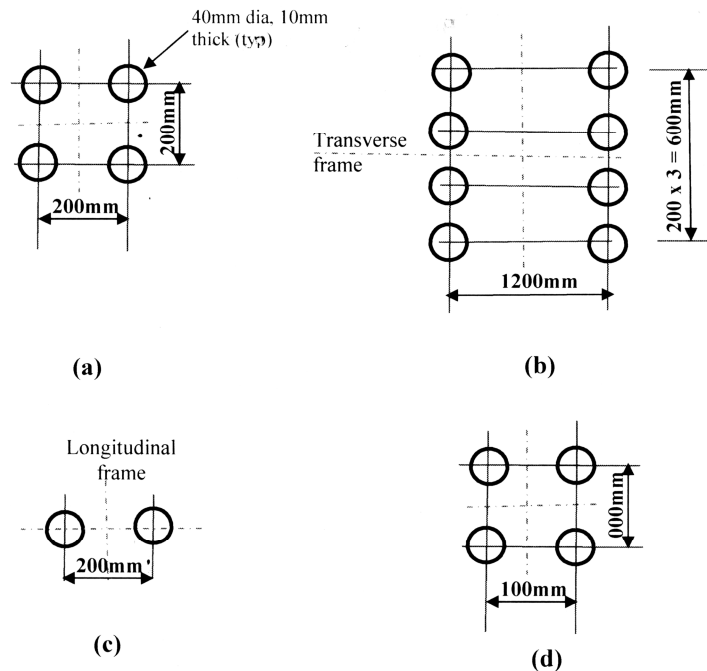 40mm dia, 10mm
thick (typ)
200mm
200mm
(a)
Transverse
frame
200 x 3 = 600mm
1200mm
(b)
Longitudinal
frame
200mm
(c)
000mm
100mm
(d)